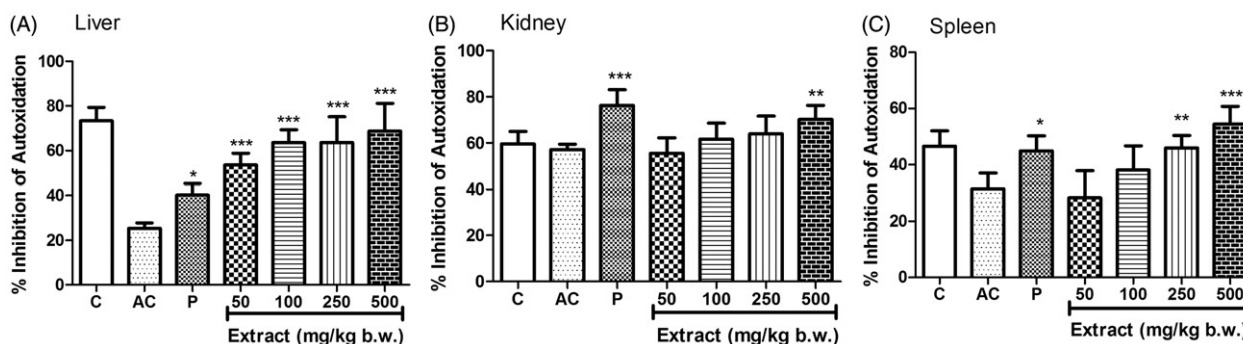 (A) Liver
% Inhibition of Autoxidation
100
80
60
40
20
0
*
***
***
***
***
C AC P 50 100 250 500
Extract (mg/kg b.w.)
(B) Kidney
% Inhibition of Autoxidation
100
80
60
40
20
0
***
**
C AC P 50 100 250 500
Extract (mg/kg b.w.)
(C) Spleen
% Inhibition of Autoxidation
80
60
40
20
0
*
**
***
C AC P 50 100 250 500
Extract (mg/kg b.w.)